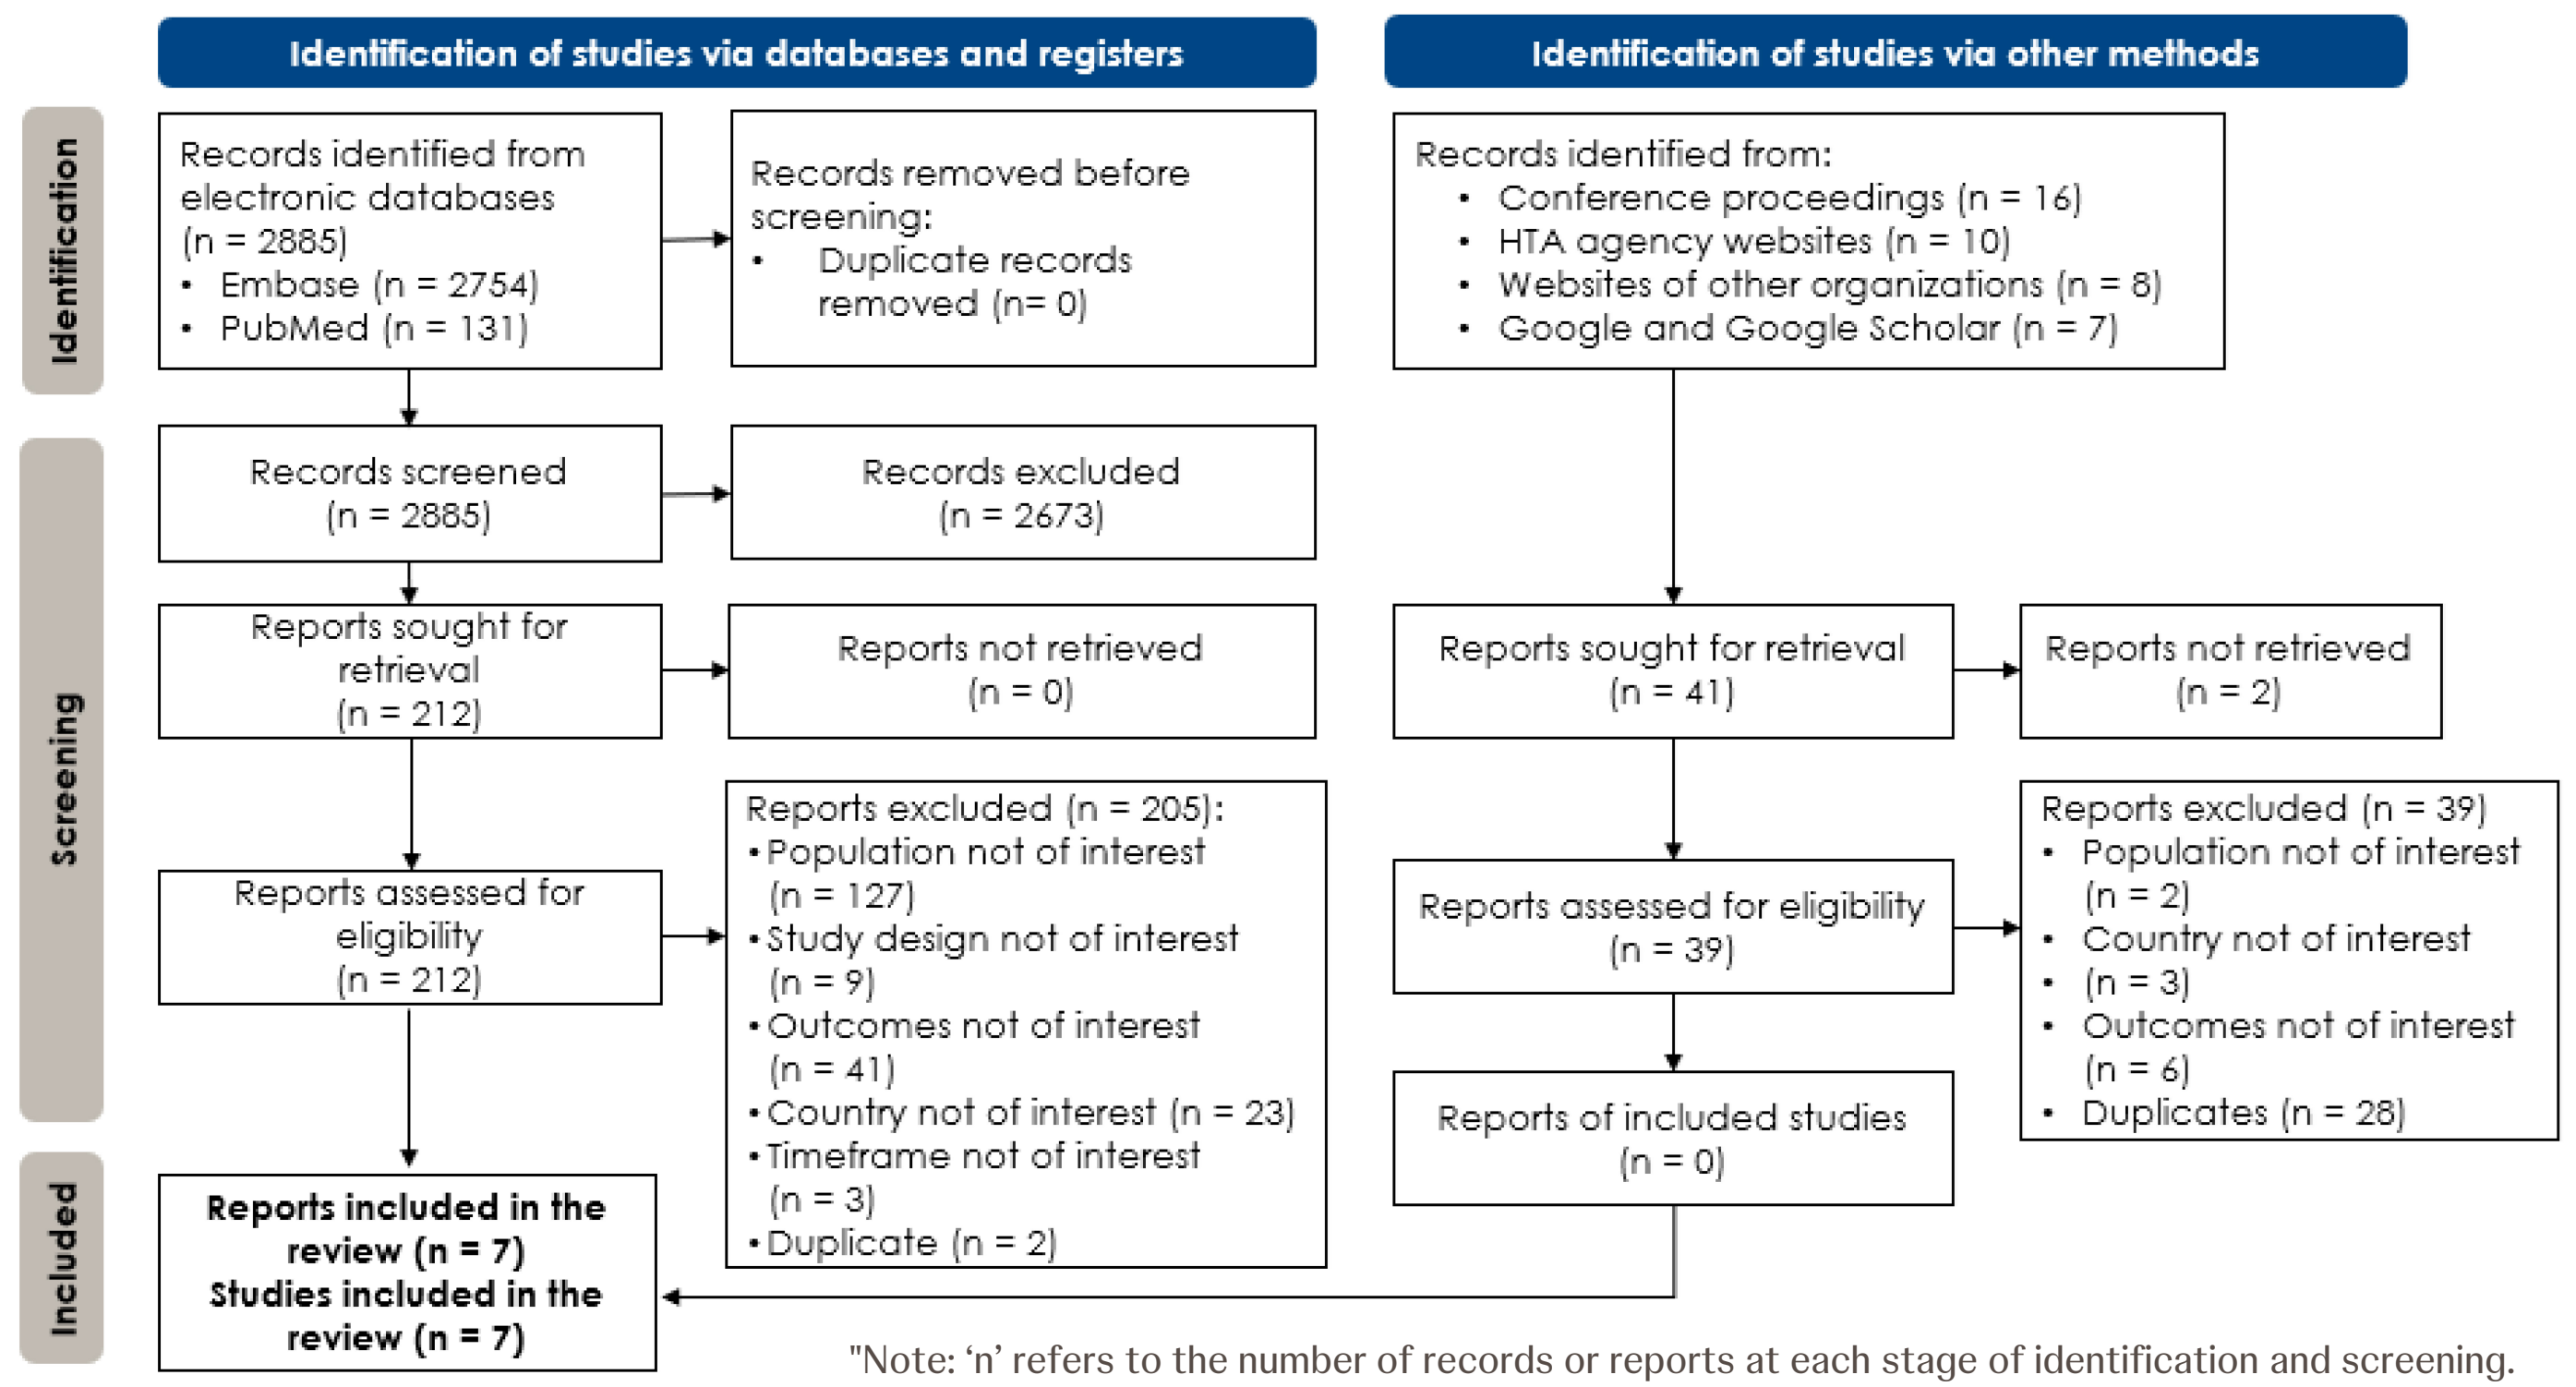 Identification of studies via databases and registers
Identification of studies via other methods
Identification
Records identified from
electronic databases
(n = 2885)
• Embase (n = 2754)
• PubMed (n = 131)
Records removed before
screening:
• Duplicate records
removed (n= 0)
Records identified from:
• Conference proceedings (n = 16)
• HTA agency websites (n = 10)
• Websites of other organizations (n = 8)
• Google and Google Scholar (n = 7)
Screening
Records screened
(n = 2885)
Records excluded
(n = 2673)
Reports sought for
retrieval
(n = 212)
Reports not retrieved
(n = 0)
Reports sought for retrieval
(n = 41)
Reports not retrieved
(n = 2)
Reports assessed for
eligibility
(n = 212)
Reports excluded (n = 205):
• Population not of interest
(n = 127)
• Study design not of interest
(n = 9)
• Outcomes not of interest
(n = 41)
• Country not of interest (n = 23)
• Timeframe not of interest
(n = 3)
• Duplicate (n = 2)
Reports assessed for eligibility
(n = 39)
Reports excluded (n = 39)
• Population not of interest
(n = 2)
• Country not of interest
• (n = 3)
• Outcomes not of interest
(n = 6)
• Duplicates (n = 28)
Reports of included studies
(n = 0)
Included
Reports included in the
review (n = 7)
Studies included in the
review (n = 7)
"Note: ‘n’ refers to the number of records or reports at each stage of identification and screening.